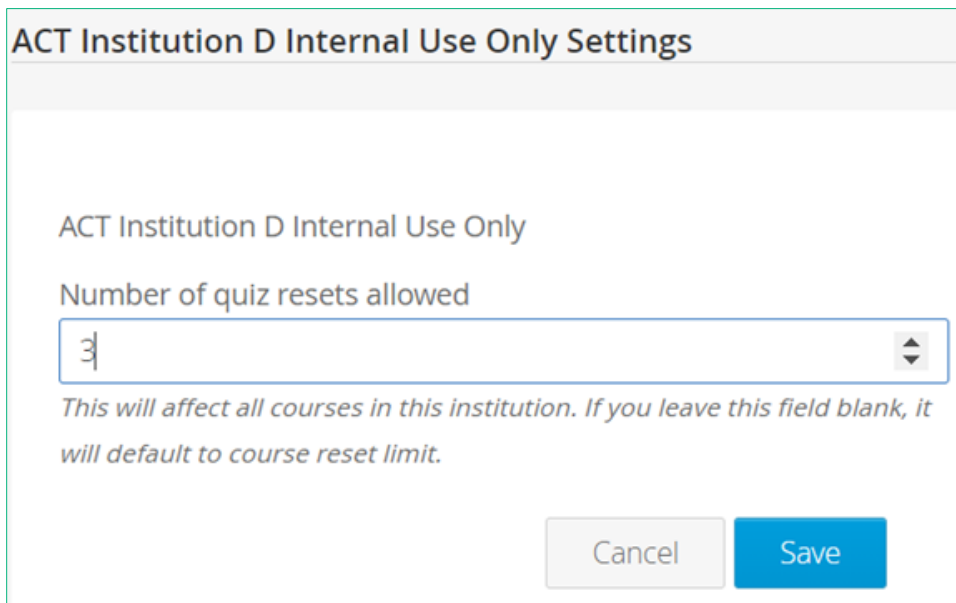 ACT Institution D Internal Use Only Settings
ACT Institution D Internal Use Only
Number of quiz resets allowed
3
This will affect all courses in this institution. If you leave this field blank, it
will default to course reset limit.
Cancel Save